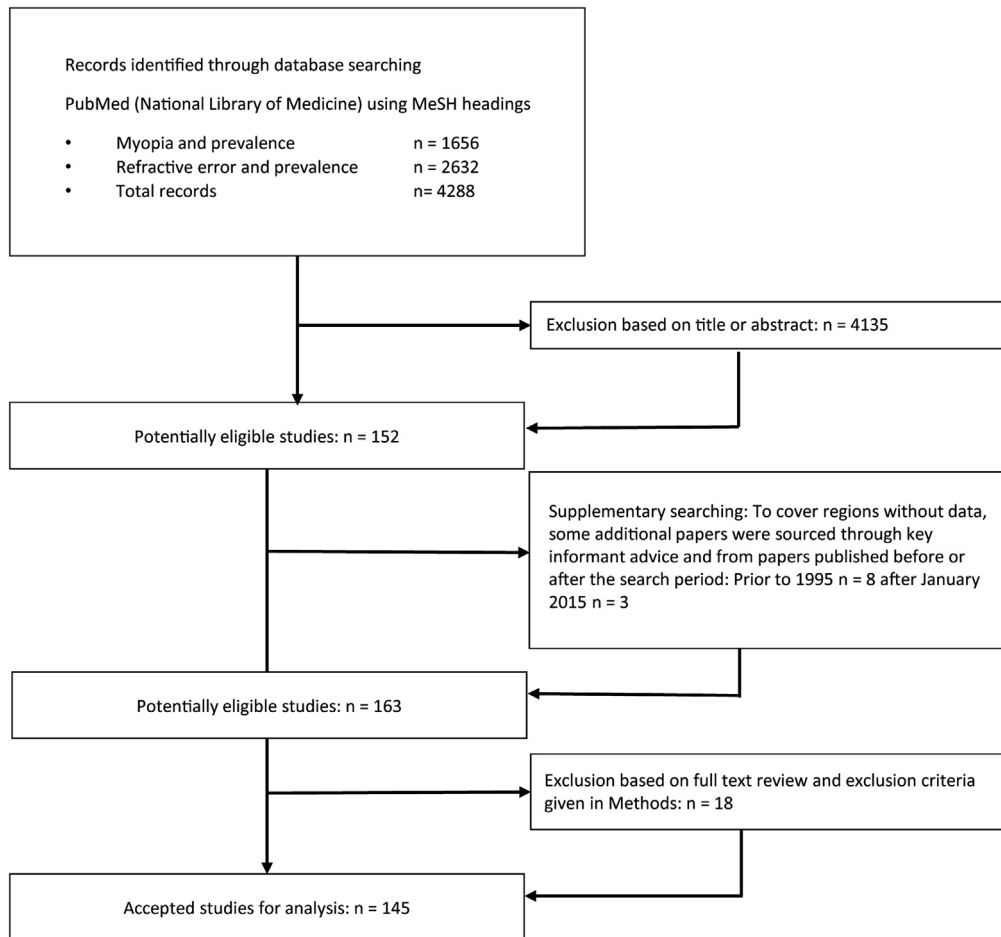 Records identified through database searching
PubMed (National Library of Medicine) using MeSH headings
• Myopia and prevalence n = 1656
• Refractive error and prevalence n = 2632
• Total records n= 4288
Exclusion based on title or abstract: n = 4135
Potentially eligible studies: n = 152
Supplementary searching: To cover regions without data,
some additional papers were sourced through key
informant advice and from papers published before or
after the search period: Prior to 1995 n = 8 after January
2015 n = 3
Potentially eligible studies: n = 163
Exclusion based on full text review and exclusion criteria
given in Methods: n = 18
Accepted studies for analysis: n = 145